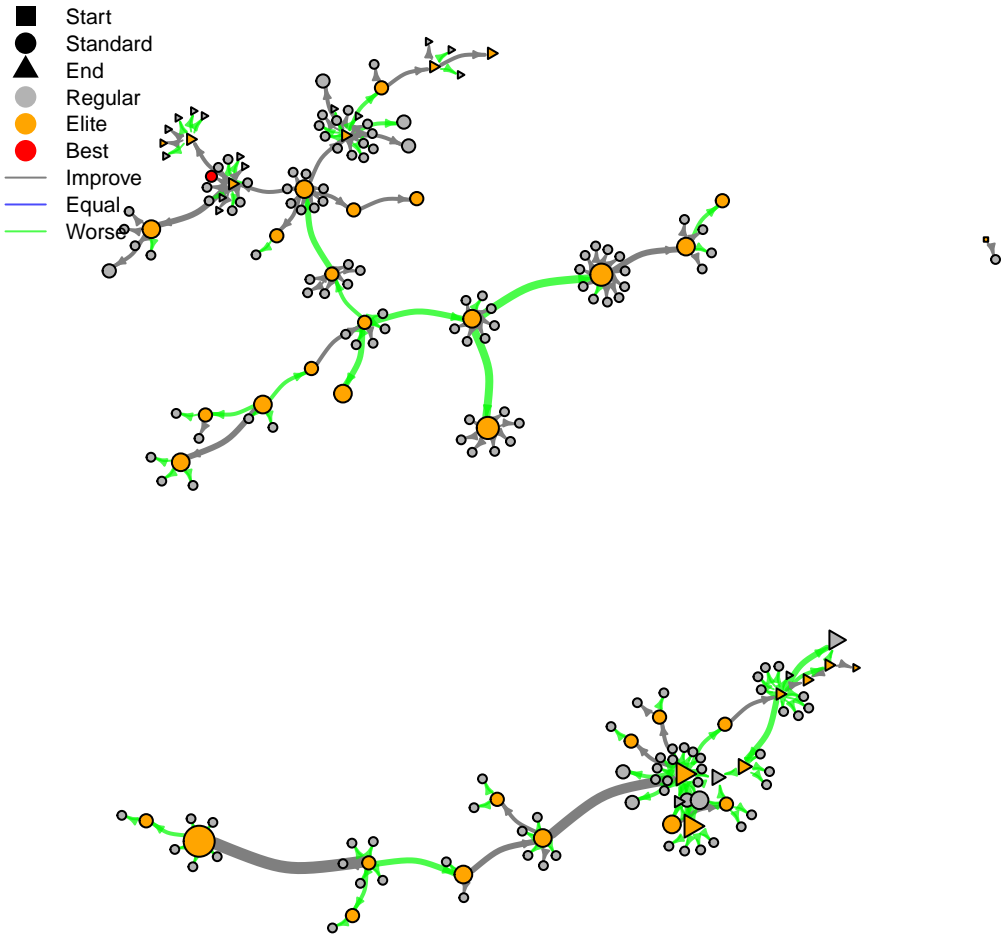 Start
Standard
End
Regular
Elite
Best
Improve
Equal
Worse